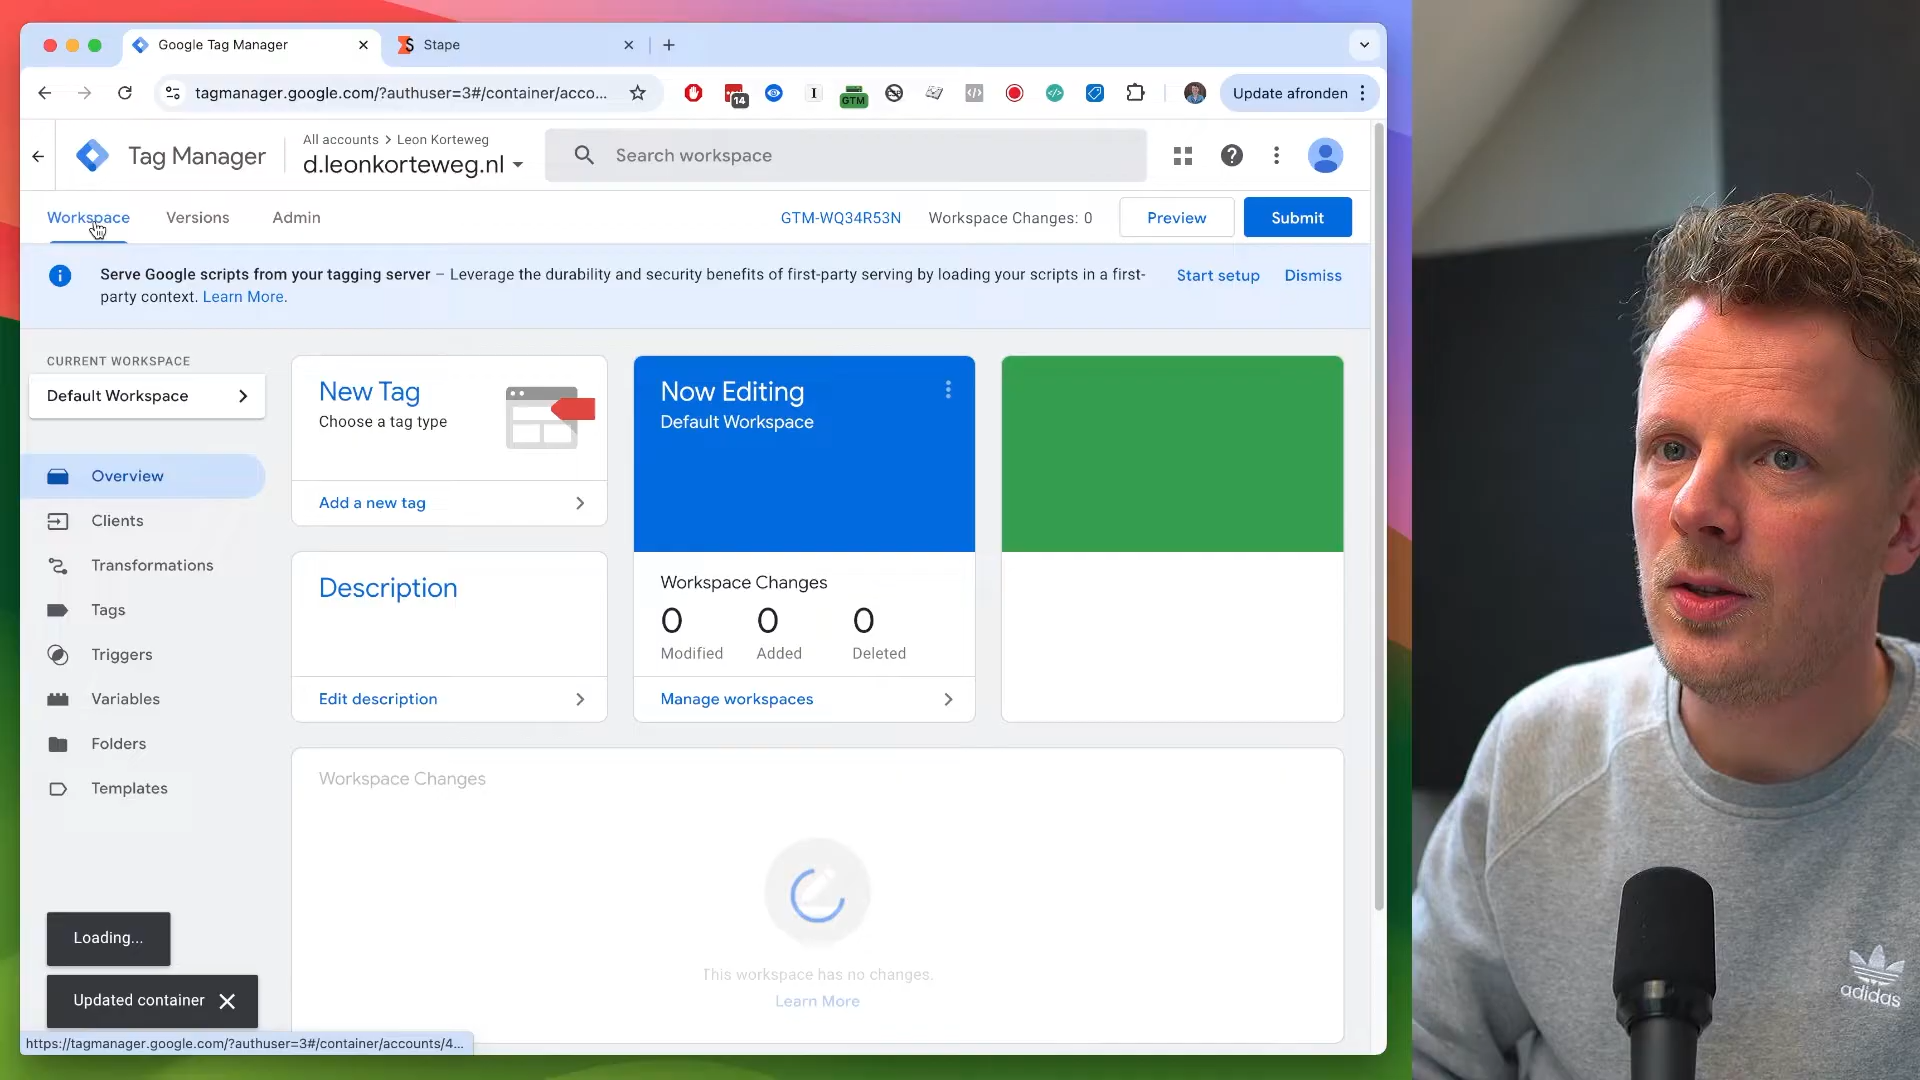 Google Tag Manager
Stape
tagmanager.google.com/?authuser=3#/container/acco...
14
I
GTM
Update afronden
Tag Manager
All accounts > Leon Korteweg
d.leonkorteweg.nl
Search workspace
Workspace
Versions
Admin
GTM-WQ34R53N
Workspace Changes: 0
Preview
Submit
Serve Google scripts from your tagging server – Leverage the durability and security benefits of first-party serving by loading your scripts in a first-
party context. Learn More.
Start setup
Dismiss
CURRENT WORKSPACE
Default Workspace
Overview
Clients
Transformations
Tags
Triggers
Variables
Folders
Templates
New Tag
Choose a tag type
Add a new tag
Description
Edit description
Now Editing
Default Workspace
Workspace Changes
0 0 0
Modified Added Deleted
Manage workspaces
Workspace Changes
This workspace has no changes.
Learn More
Loading...
Updated container
https://tagmanager.google.com/?authuser=3#/container/accounts/4...
adidas